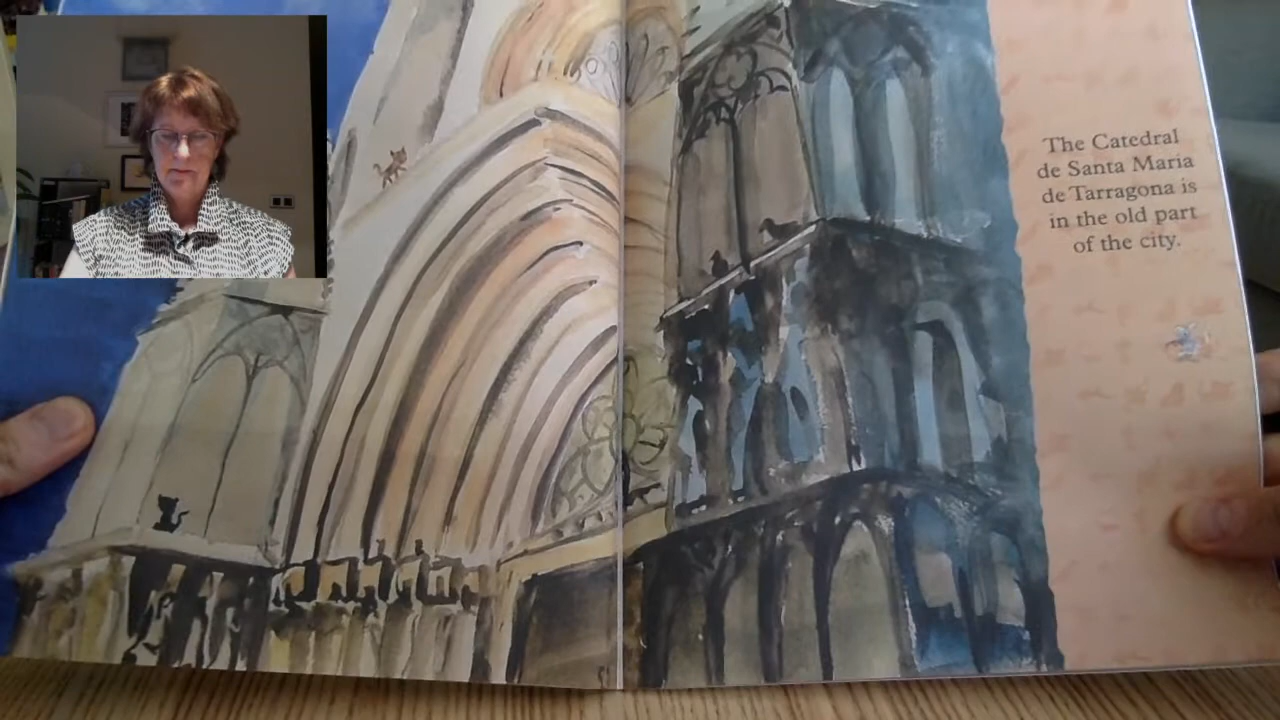 The Catedral
de Santa Maria
de Tarragona is
in the old part
of the city.